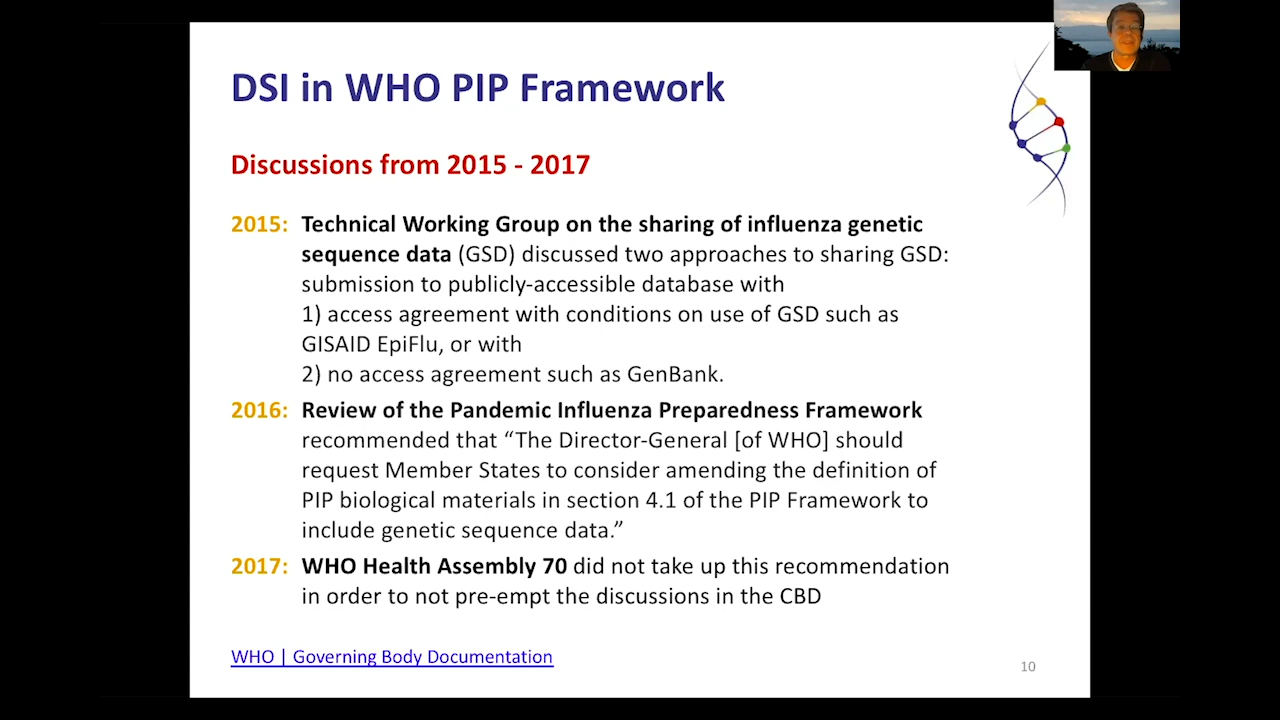 DSI in WHO PIP Framework
Discussions from 2015 - 2017
2015: Technical Working Group on the sharing of influenza genetic
sequence data (GSD) discussed two approaches to sharing GSD:
submission to publicly-accessible database with
1) access agreement with conditions on use of GSD such as
GISAID EpiFlu, or with
2) no access agreement such as GenBank.
2016: Review of the Pandemic Influenza Preparedness Framework
recommended that “The Director-General [of WHO] should
request Member States to consider amending the definition of
PIP biological materials in section 4.1 of the PIP Framework to
include genetic sequence data.”
2017: WHO Health Assembly 70 did not take up this recommendation
in order to not pre-empt the discussions in the CBD
WHO | Governing Body Documentation
10